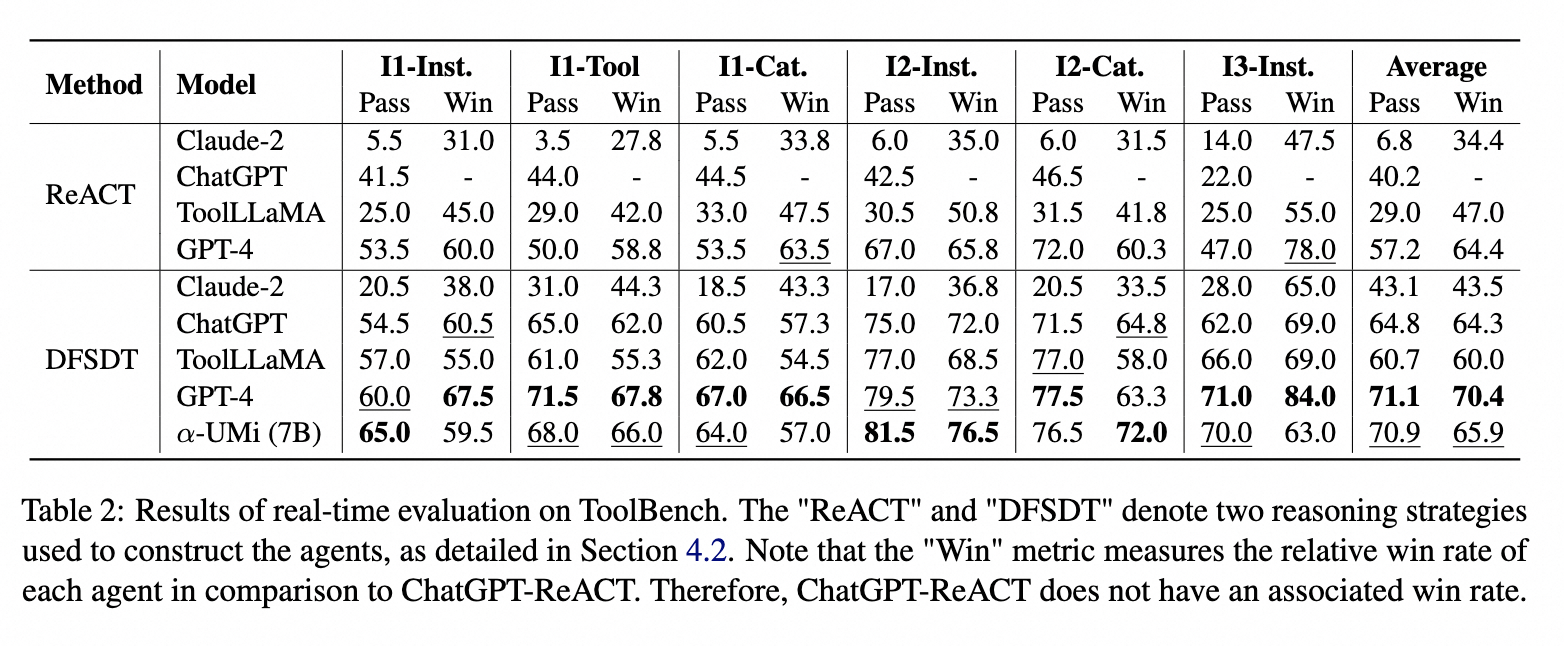 Method Model I1-Inst. I1-Tool I1-Cat. I2-Inst. I2-Cat. I3-Inst. Average
Pass Win Pass Win Pass Win Pass Win Pass Win Pass Win Pass Win
ReACT
Claude-2 5.5 31.0 3.5 27.8 5.5 33.8 6.0 35.0 6.0 31.5 14.0 47.5 6.8 34.4
ChatGPT 41.5 - 44.0 - 44.5 - 42.5 - 46.5 - 22.0 - 40.2 -
ToolLLaMA 25.0 45.0 29.0 42.0 33.0 47.5 30.5 50.8 31.5 41.8 25.0 55.0 29.0 47.0
GPT-4 53.5 60.0 50.0 58.8 53.5 63.5 67.0 65.8 72.0 60.3 47.0 78.0 57.2 64.4
DFSDT
Claude-2 20.5 38.0 31.0 44.3 18.5 43.3 17.0 36.8 20.5 33.5 28.0 65.0 43.1 43.5
ChatGPT 54.5 60.5 65.0 62.0 60.5 57.3 75.0 72.0 71.5 64.8 62.0 69.0 64.8 64.3
ToolLLaMA 57.0 55.0 61.0 55.3 62.0 54.5 77.0 68.5 77.0 58.0 66.0 69.0 60.7 60.0
GPT-4 60.0 67.5 71.5 67.8 67.0 66.5 79.5 73.3 77.5 63.3 71.0 84.0 71.1 70.4
α-UMi (7B) 65.0 59.5 68.0 66.0 64.0 57.0 81.5 76.5 76.5 72.0 70.0 63.0 70.9 65.9
Table 2: Results of real-time evaluation on ToolBench. The "ReACT" and "DFSDT" denote two reasoning strategies
used to construct the agents, as detailed in Section 4.2. Note that the "Win" metric measures the relative win rate of
each agent in comparison to ChatGPT-ReACT. Therefore, ChatGPT-ReACT does not have an associated win rate.